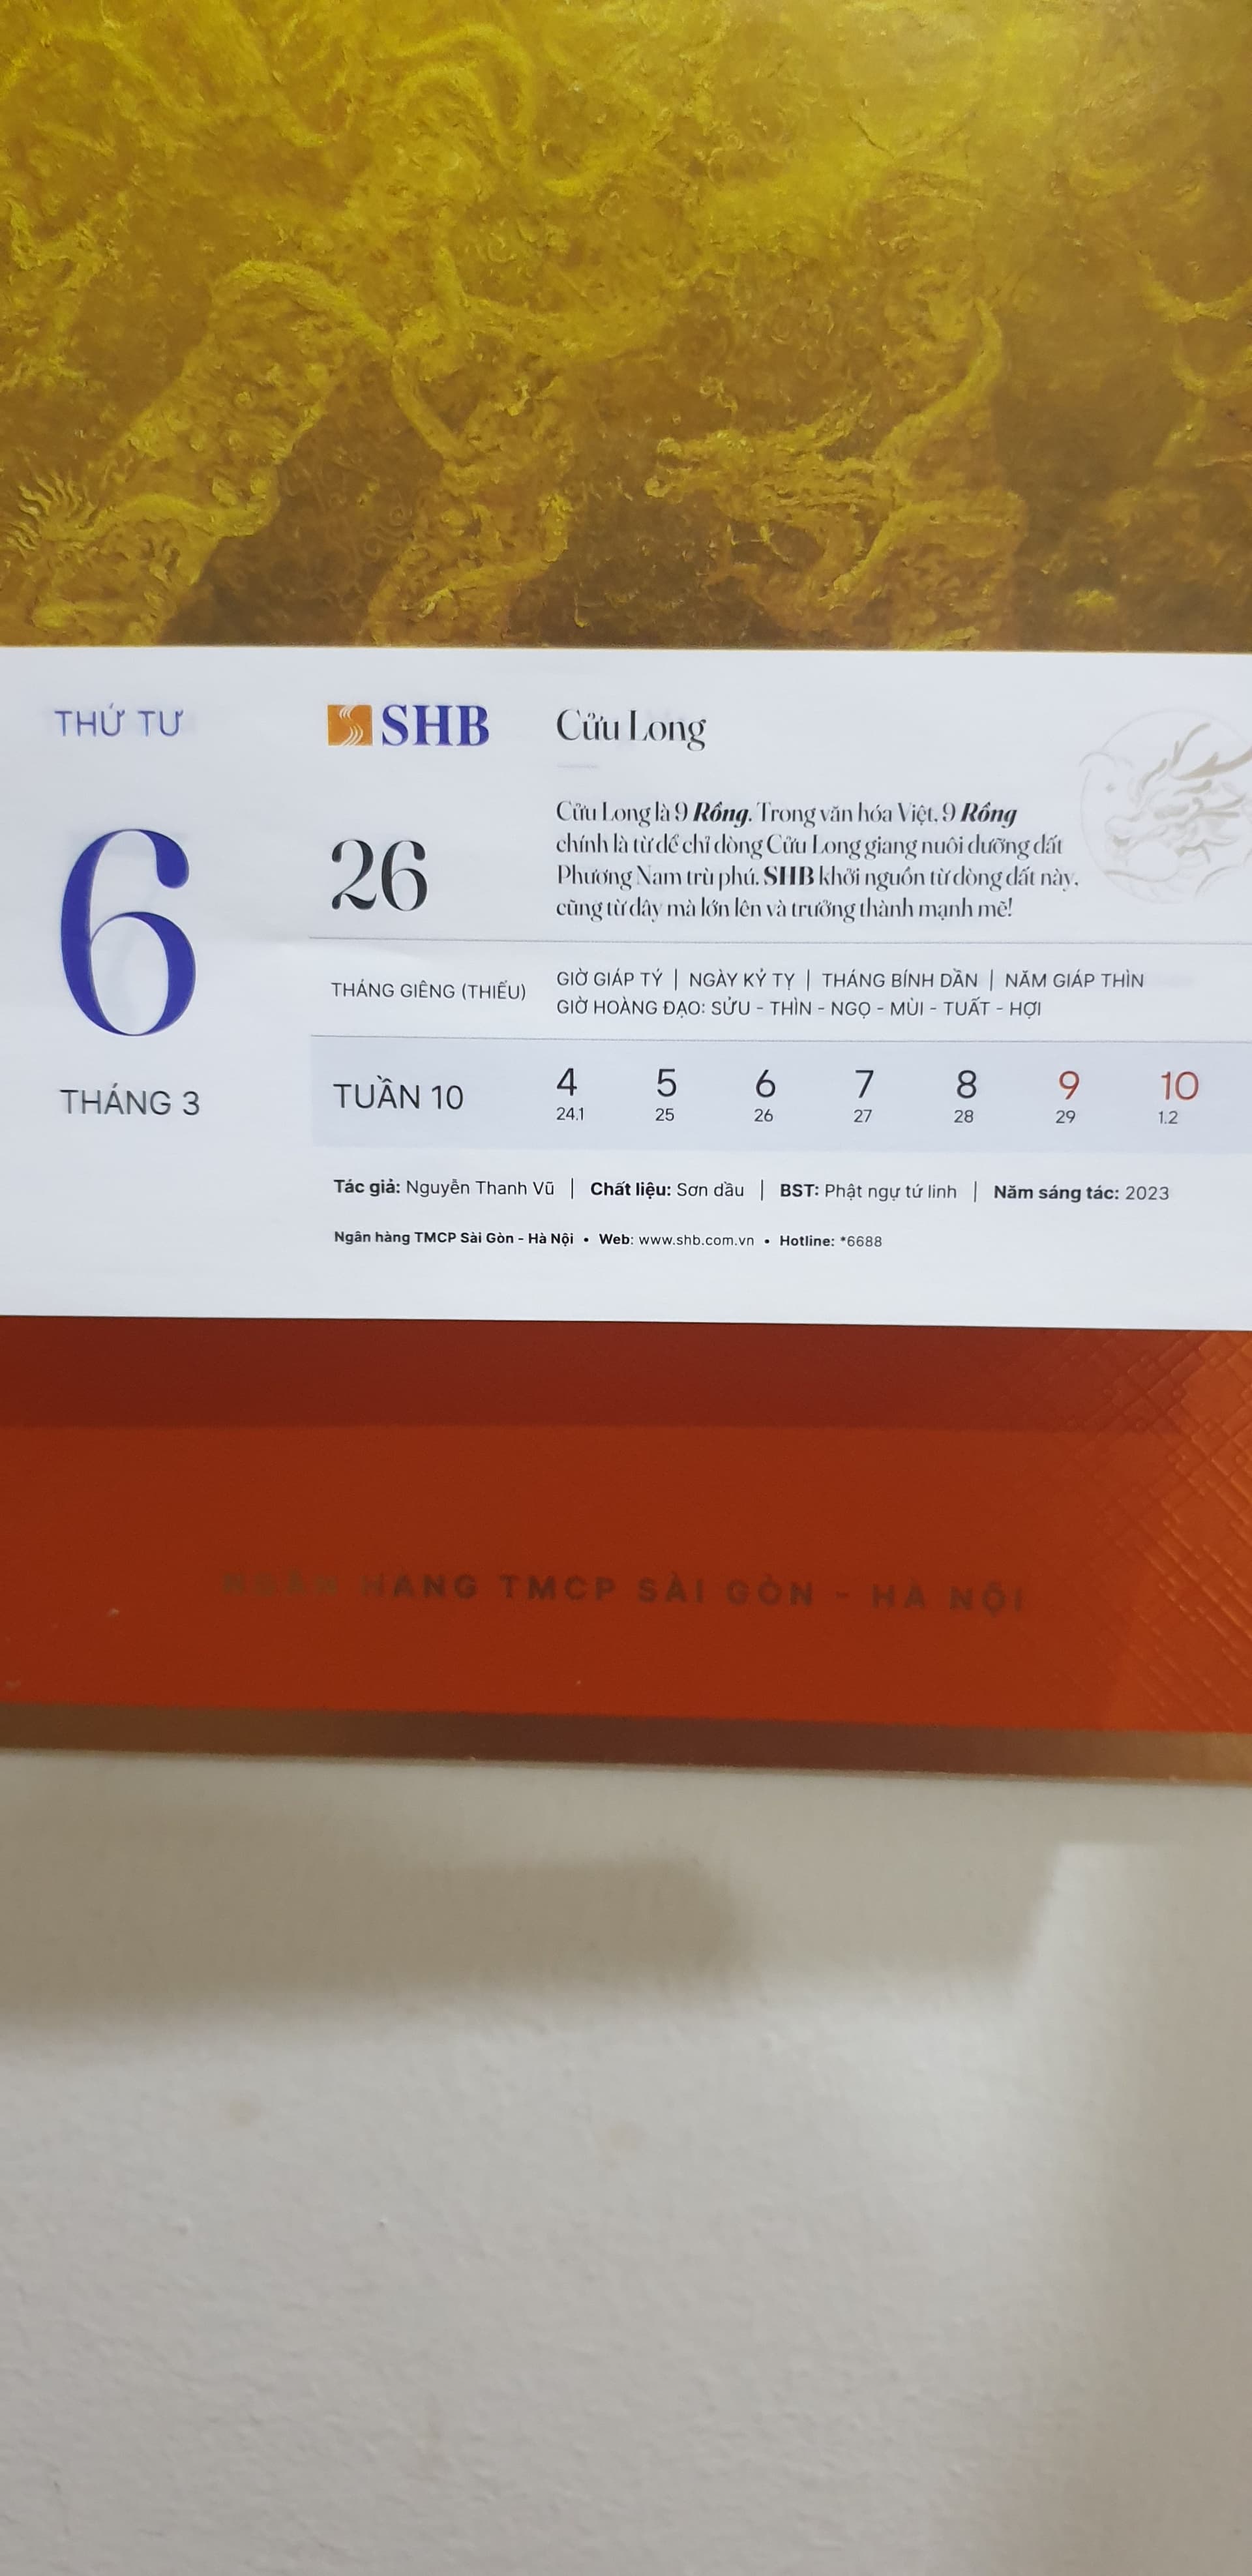 THỨ TƯ
6
THÁNG 3
SHB
26
THÁNG GIÊNG (THIẾU)
Cửu Long
Cửu Long là 9 Rồng. Trong văn hóa Việt, 9 Rồng
chính là từ để chỉ dòng Cửu Long giang nuôi dưỡng đất
Phương Nam trù phú. SHB khởi nguồn từ dòng đất này,
cũng từ đây mà lớn lên và trưởng thành mạnh mẽ!
GIỜ GIÁP TÝ | NGÀY KỶ TỴ | THÁNG BÍNH DẦN | NĂM GIÁP THÌN
GIỜ HOÀNG ĐẠO: SỬU - THÌN - NGỌ - MÙI - TUẤT - HỢI
TUẦN 10
4 5 6 7 8 9 10
24.1 25 26 27 28 29 1.2
Tác giả: Nguyễn Thanh Vũ | Chất liệu: Sơn dầu | BST: Phật ngự tứ linh | Năm sáng tác: 2023
Ngân hàng TMCP Sài Gòn - Hà Nội • Web: www.shb.com.vn • Hotline: *6688
NGÂN HÀNG TMCP SÀI GÒN - HÀ NỘI